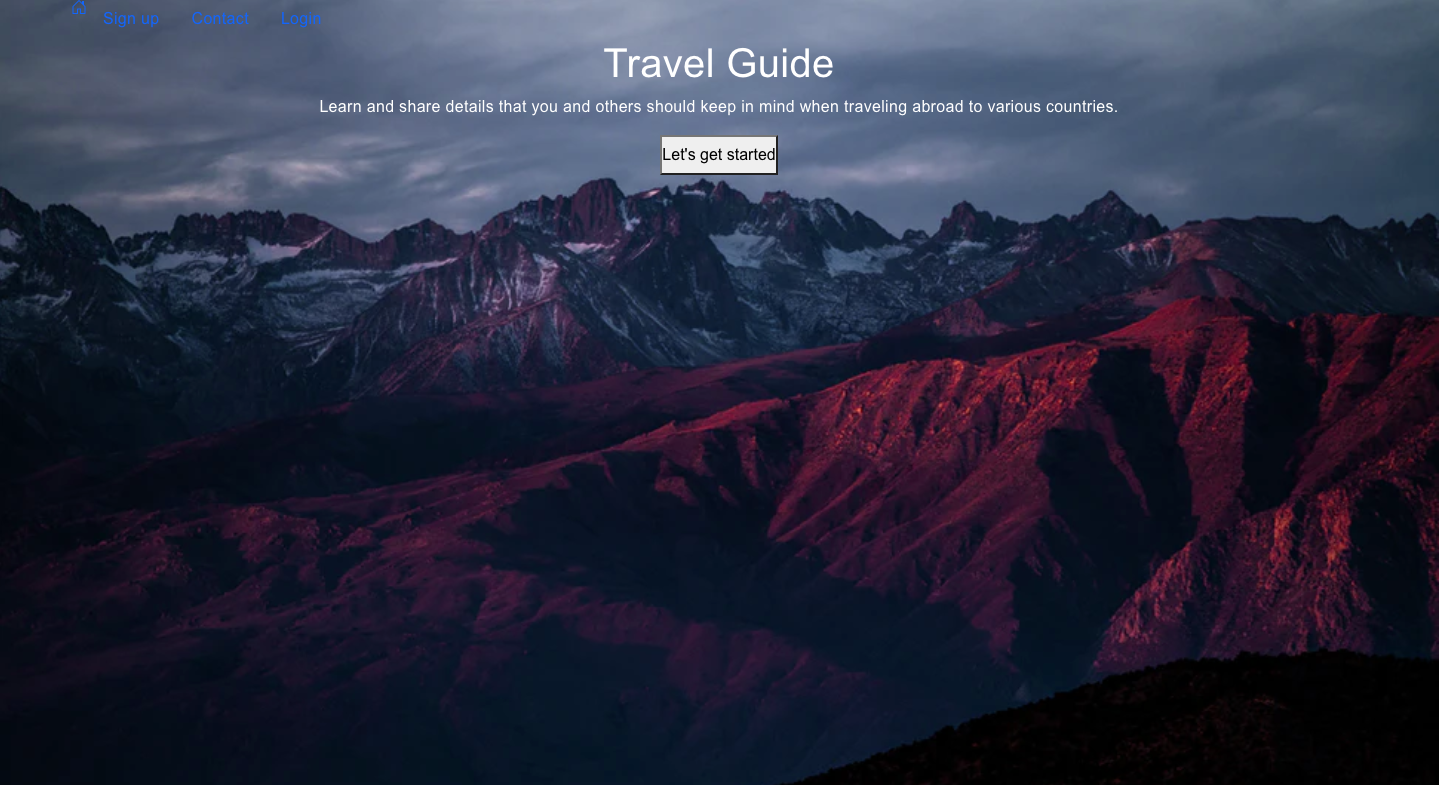 Sign up Contact Login
Travel Guide
Learn and share details that you and others should keep in mind when traveling abroad to various countries.
Let's get started